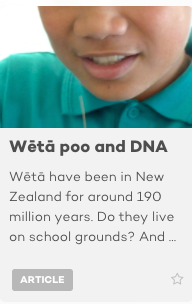 Wētā poo and DNA
Wētā have been in New
Zealand for around 190
million years. Do they live
on school grounds? And ...
ARTICLE